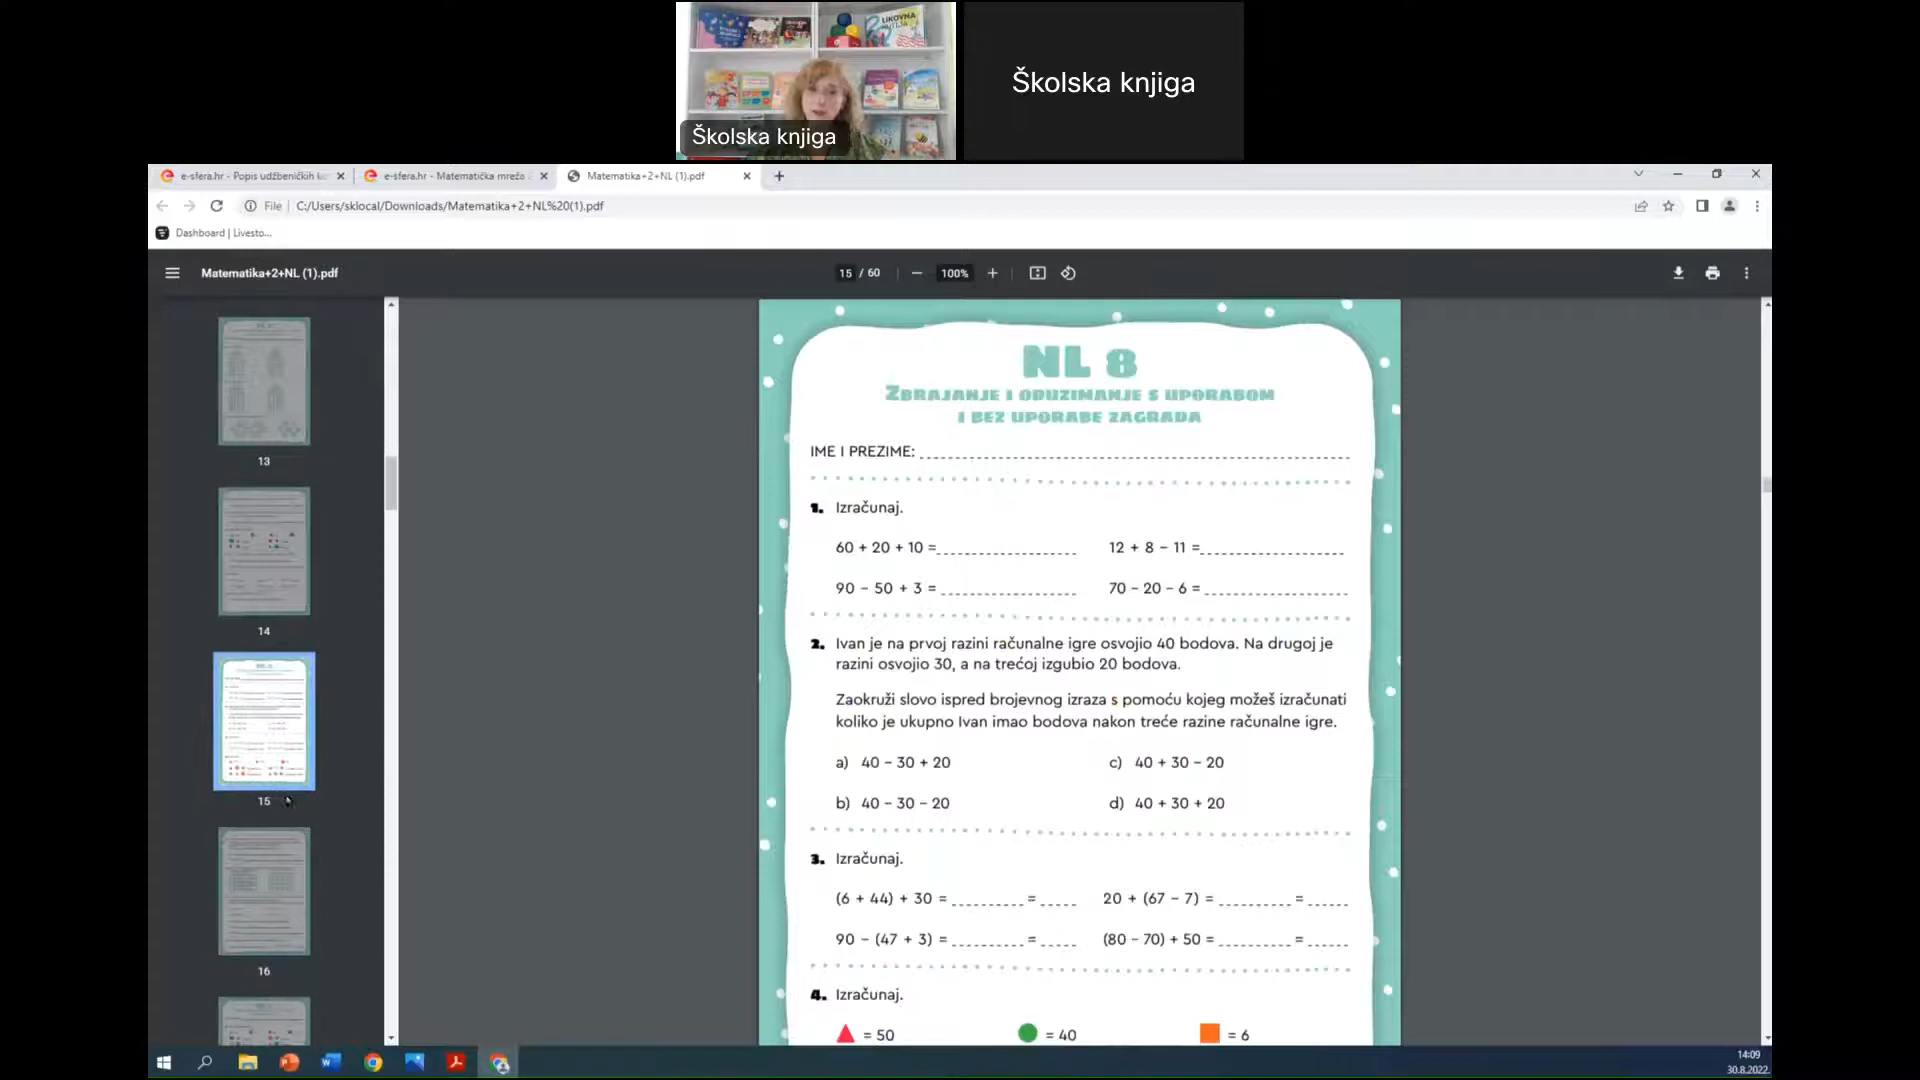 LIKOVNA
Školska knjiga
Školska knjiga
e-sfera.hr - Popis udžbeničkih
e-sfera.hr - Matematička mreža
Matematika+2+NL (1).pdf
File | C:/Users/sklocal/Downloads/Matematika+2+NL%20(1).pdf
Dashboard | Livesto...
Matematika+2+NL (1).pdf
15 / 60
100%
13
14
15
16
NL 8
ZBRAJANJE I ODUZIMANJE S UPORABOM
I BEZ UPORABE ZAGRADA
IME I PREZIME:
1. Izračunaj.
60 + 20 + 10 =
12 + 8 – 11 =
90 – 50 + 3 =
70 – 20 – 6 =
2. Ivan je na prvoj razini računalne igre osvojio 40 bodova. Na drugoj je
razini osvojio 30, a na trećoj izgubio 20 bodova.
Zaokruži slovo ispred brojevnog izraza s pomoću kojeg možeš izračunati
koliko je ukupno Ivan imao bodova nakon treće razine računalne igre.
a) 40 – 30 + 20
c) 40 + 30 – 20
b) 40 – 30 – 20
d) 40 + 30 + 20
3. Izračunaj.
(6 + 44) + 30 = =
20 + (67 – 7) = =
90 – (47 + 3) = =
(80 – 70) + 50 = =
4. Izračunaj.
= 50
= 40
= 6
14:09
30.8.2022.